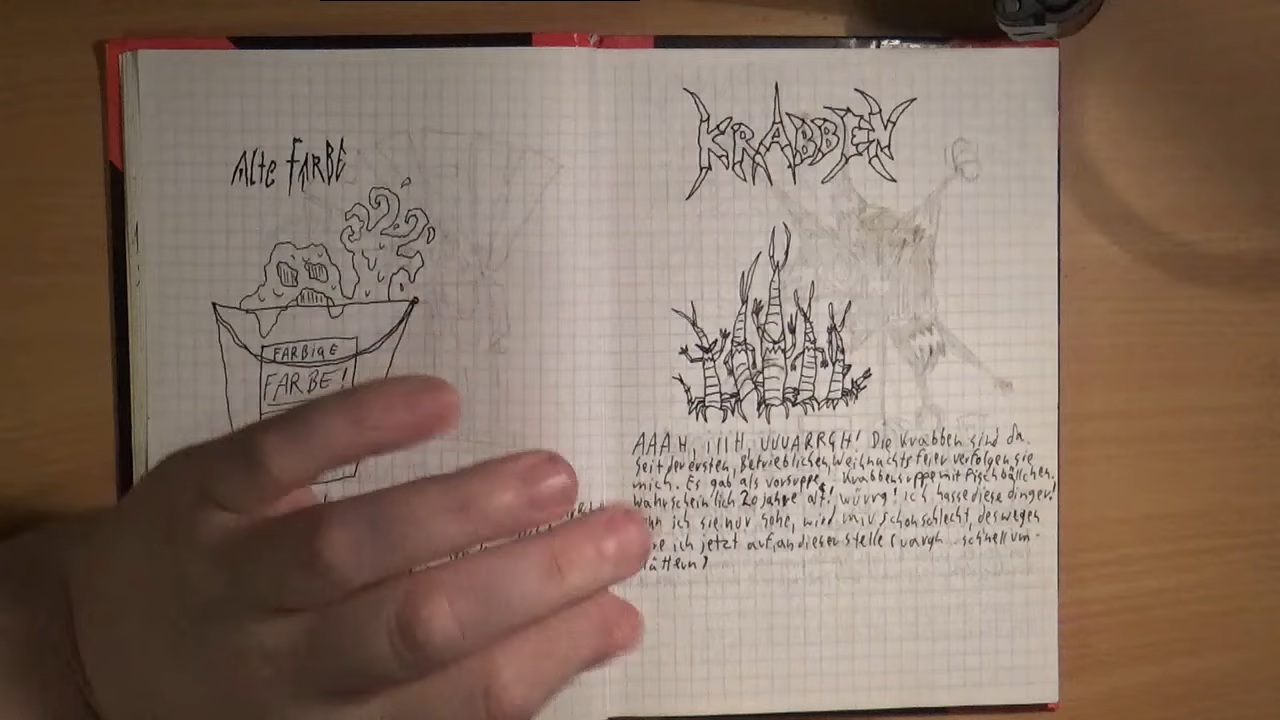 Alte FARBE
FARBIGE
FARBE!
KRABBEN
AAAH, iiiH, UUUARRGH! Die Krabben sind da.
Seit der ersten, Betrieblichen, Weihnachtsfeier verfolgen sie
mich. Es gab als vorsuppe, Krabbensuppe mit Fischbällchen.
Wahrscheinlich 20 jahre alt! würrg! ich hasse diese dinger!
ich sie nur sehe, wird mir schon schlecht, deswegen
ich jetzt auf, an dieser stelle (uargh... schnell um-